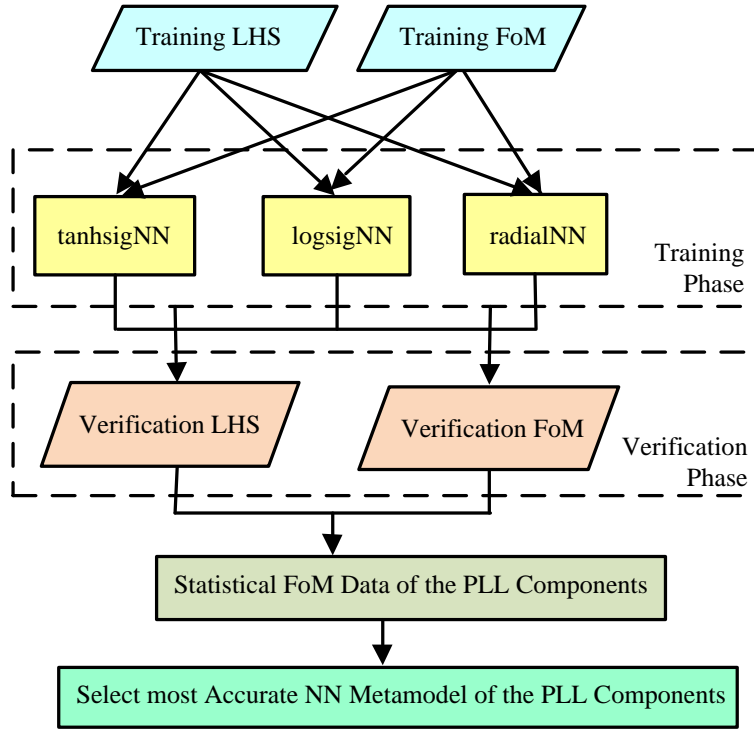 Training LHS
Training FoM
tanhsigNN
logsigNN
radialNN
Training
Phase
Verification LHS
Verification FoM
Verification
Phase
Statistical FoM Data of the PLL Components
Select most Accurate NN Metamodel of the PLL Components